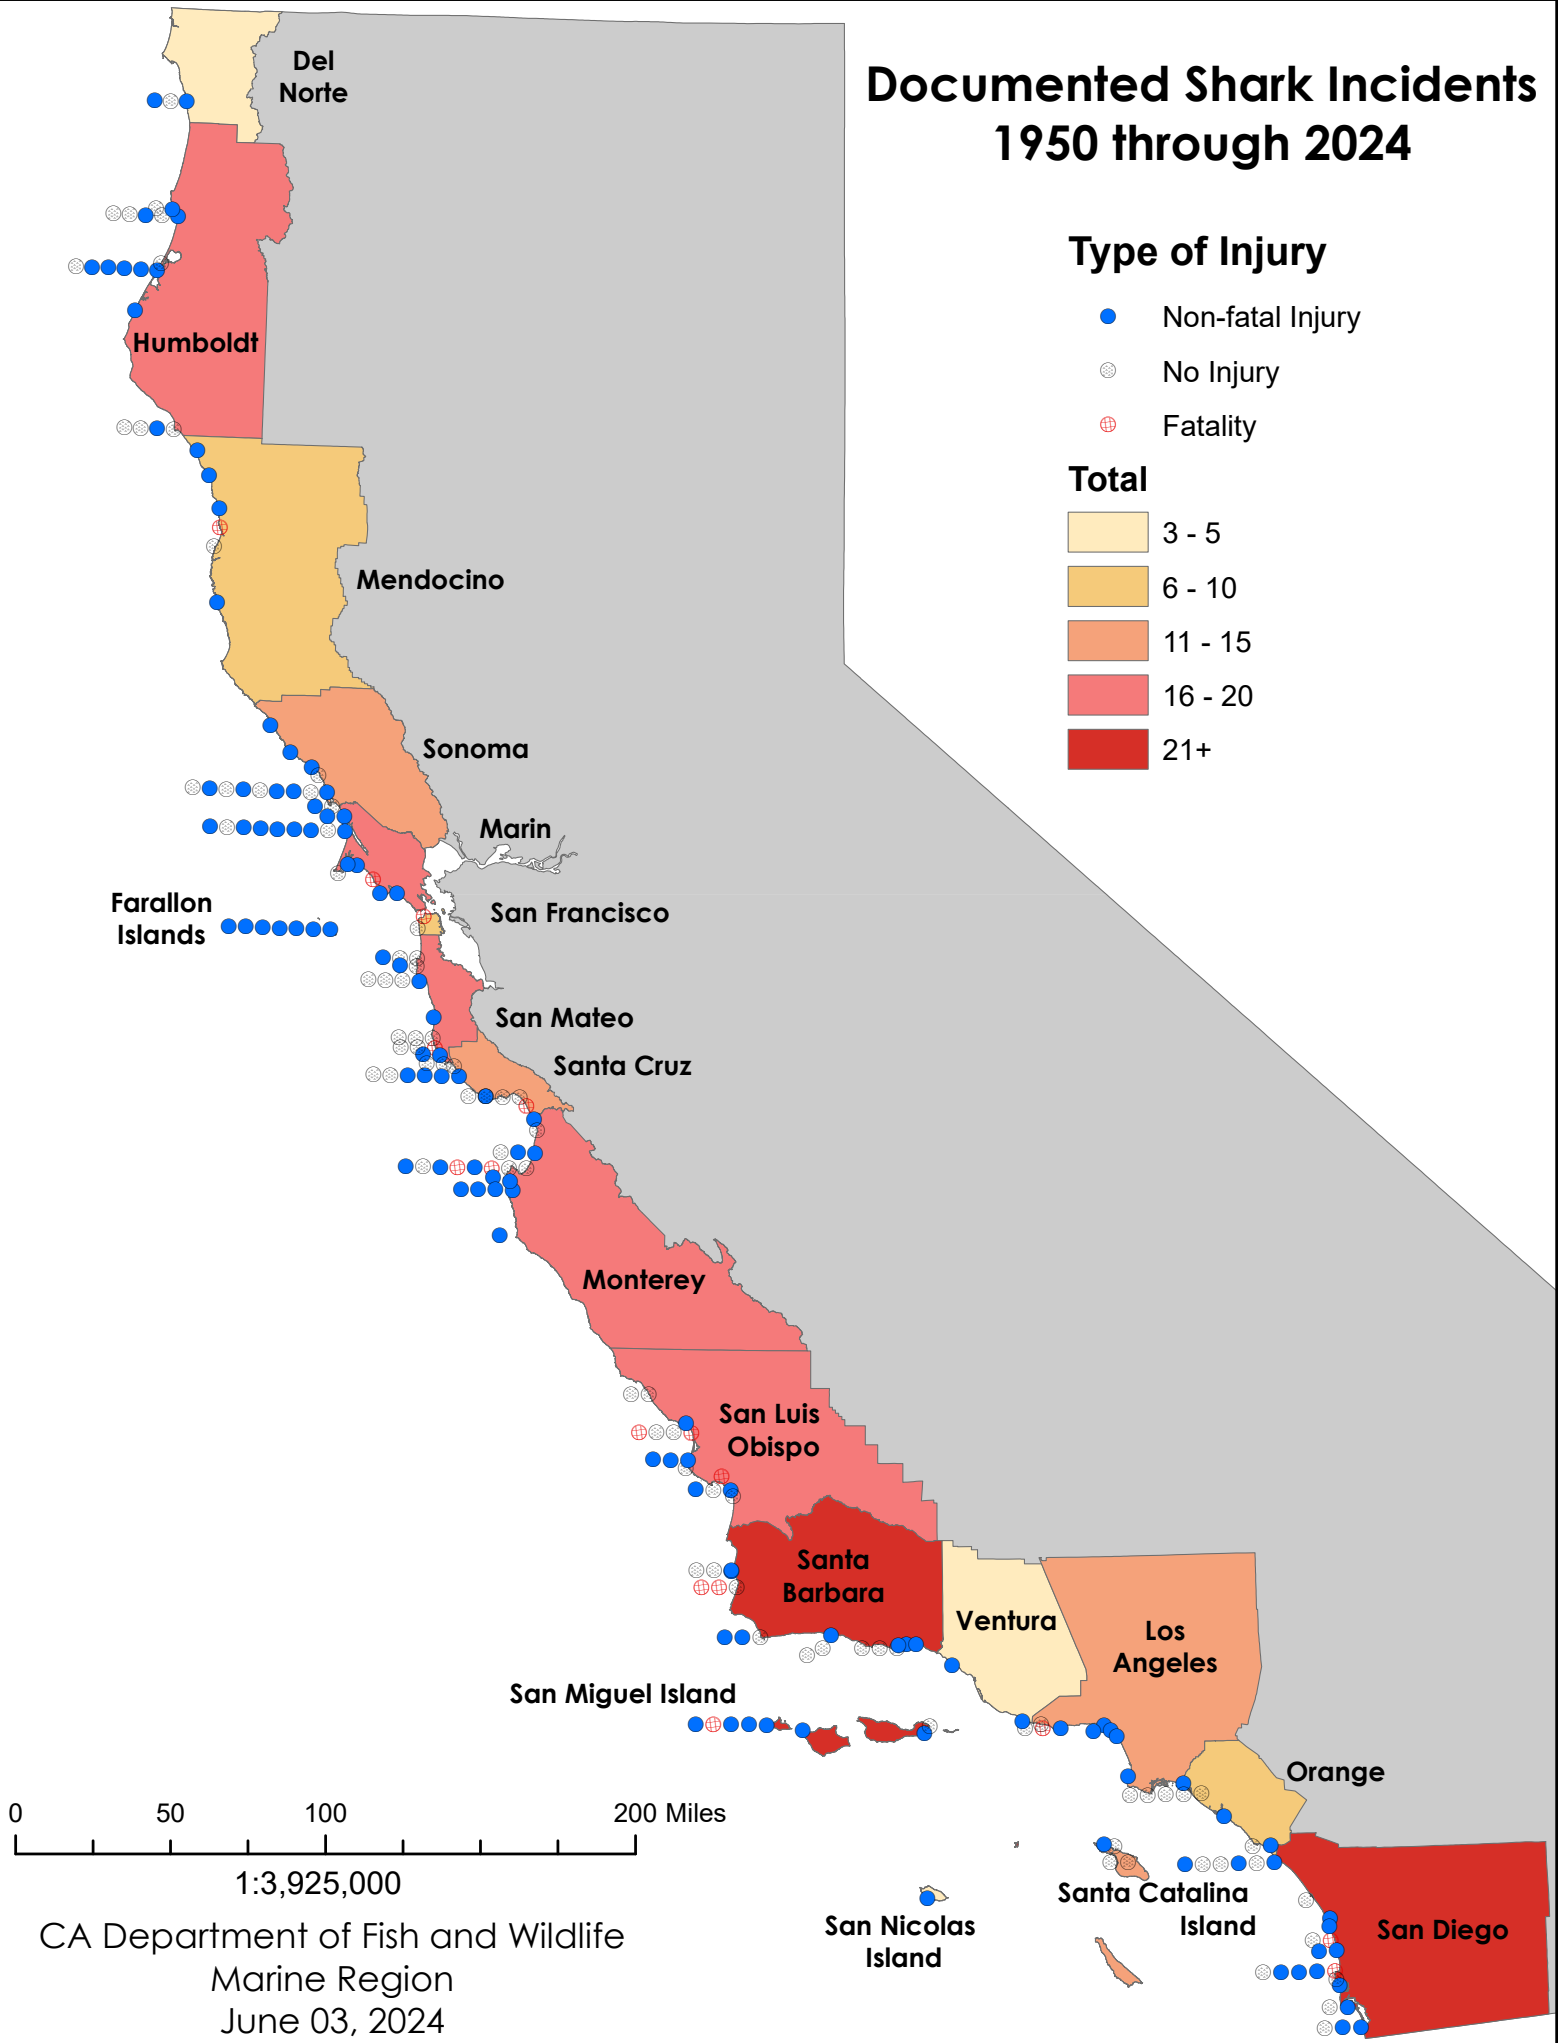 Documented Shark Incidents
1950 through 2024
Type of Injury
Non-fatal Injury
No Injury
Fatality
Total
3 - 5
6 - 10
11 - 15
16 - 20
21+
Del
Norte
Humboldt
Mendocino
Sonoma
Marin
Farallon
Islands
San Francisco
San Mateo
Santa Cruz
Monterey
San Luis
Obispo
Santa
Barbara
Ventura
Los
Angeles
San Miguel Island
Orange
Santa Catalina
Island
San Nicolas
Island
San Diego
0 50 100 200 Miles
1:3,925,000
CA Department of Fish and Wildlife
Marine Region
June 03, 2024